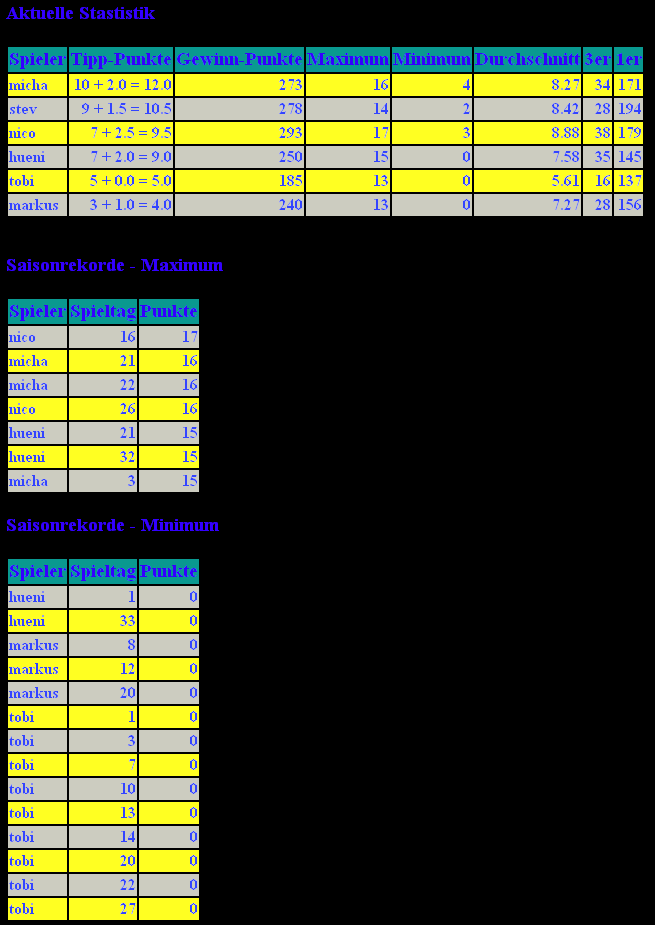 Aktuelle Stastistik
Spieler Tipp-Punkte Gewinn-Punkte Maximum Minimum Durchschnitt 3er 1er
micha 10 + 2.0 = 12.0 273 16 4 8.27 34 171
stev 9 + 1.5 = 10.5 278 14 2 8.42 28 194
nico 7 + 2.5 = 9.5 293 17 3 8.88 38 179
hueni 7 + 2.0 = 9.0 250 15 0 7.58 35 145
tobi 5 + 0.0 = 5.0 185 13 0 5.61 16 137
markus 3 + 1.0 = 4.0 240 13 0 7.27 28 156
Saisonrekorde - Maximum
Spieler Spieltag Punkte
nico 16 17
micha 21 16
micha 22 16
nico 26 16
hueni 21 15
hueni 32 15
micha 3 15
Saisonrekorde - Minimum
Spieler Spieltag Punkte
hueni 1 0
hueni 33 0
markus 8 0
markus 12 0
markus 20 0
tobi 1 0
tobi 3 0
tobi 7 0
tobi 10 0
tobi 13 0
tobi 14 0
tobi 20 0
tobi 22 0
tobi 27 0